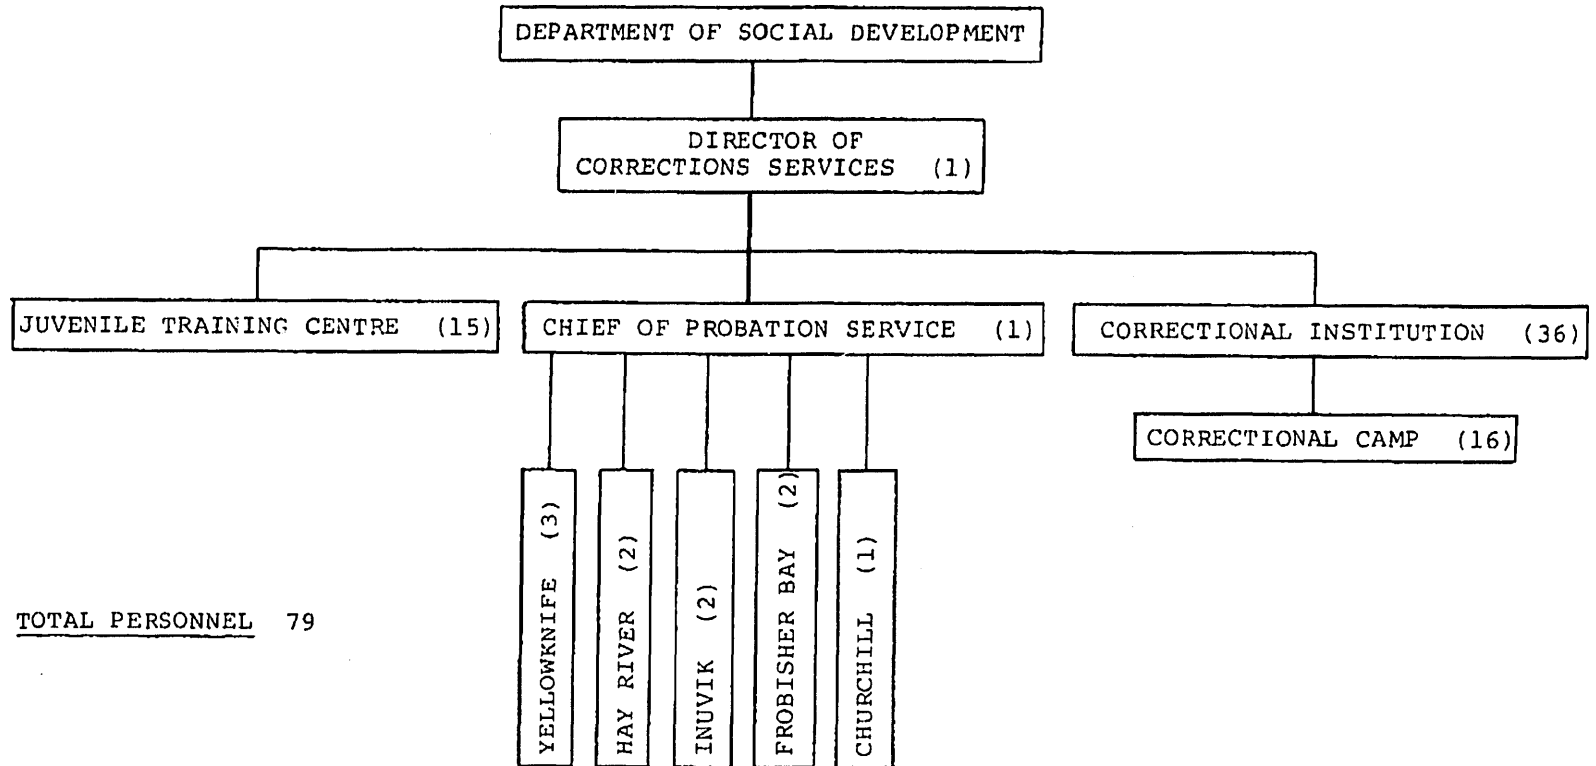 DEPARTMENT OF SOCIAL DEVELOPMENT
DIRECTOR OF
CORRECTIONS SERVICES (1)
JUVENILE TRAINING CENTRE (15)
CHIEF OF PROBATION SERVICE (1)
CORRECTIONAL INSTITUTION (36)
CORRECTIONAL CAMP (16)
YELLOWKNIFE (3)
HAY RIVER (2)
INUVIK (2)
FROBISHER BAY (2)
CHURCHILL (1)
TOTAL PERSONNEL 79